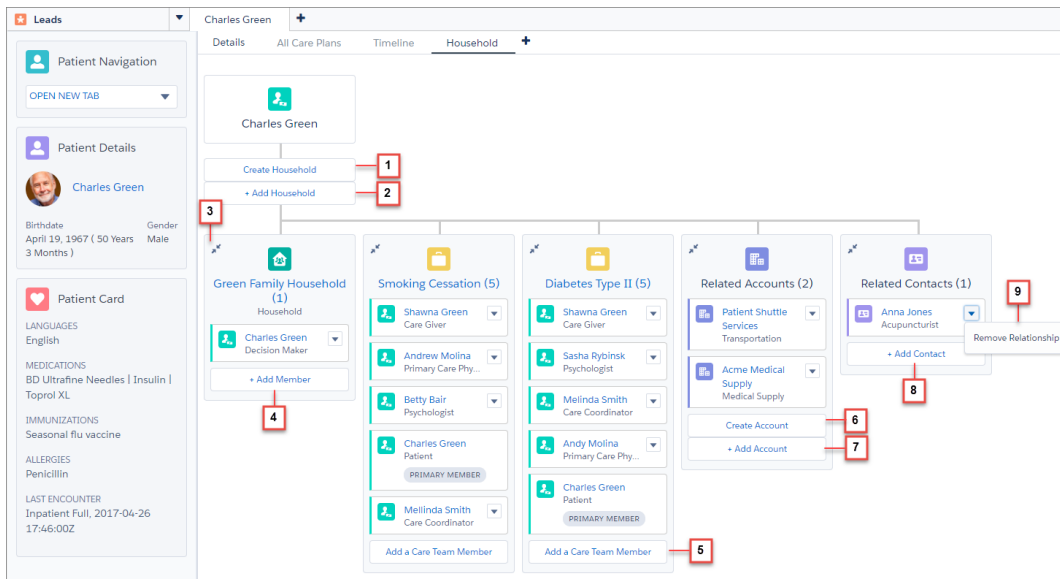 Leads
Charles Green
Details
All Care Plans
Timeline
Household
Patient Navigation
OPEN NEW TAB
Patient Details
Charles Green
Birthdate
Gender
April 19, 1967 ( 50 Years
3 Months )
Male
Patient Card
LANGUAGES
English
MEDICATIONS
BD Ultrafine Needles | Insulin |
Toprol XL
IMMUNIZATIONS
Seasonal flu vaccine
ALLERGIES
Penicillin
LAST ENCOUNTER
Inpatient Full, 2017-04-26
17:46:00Z
Charles Green
Create Household
1
+ Add Household
2
3
Green Family Household
(1)
Household
Charles Green
Decision Maker
+ Add Member
4
Smoking Cessation (5)
Shawna Green
Care Giver
Andrew Molina
Primary Care Phy...
Betty Bair
Psychologist
Charles Green
Patient
PRIMARY MEMBER
Mellinda Smith
Care Coordinator
Add a Care Team Member
Diabetes Type II (5)
Shawna Green
Care Giver
Sasha Rybinsk
Psychologist
Melinda Smith
Care Coordinator
Andy Molina
Primary Care Phy...
Charles Green
Patient
PRIMARY MEMBER
Add a Care Team Member
5
Related Accounts (2)
Patient Shuttle
Services
Transportation
Acme Medical
Supply
Medical Supply
Create Account
6
+ Add Account
7
Related Contacts (1)
Anna Jones
Acupuncturist
9
Remove Relationship
+ Add Contact
8